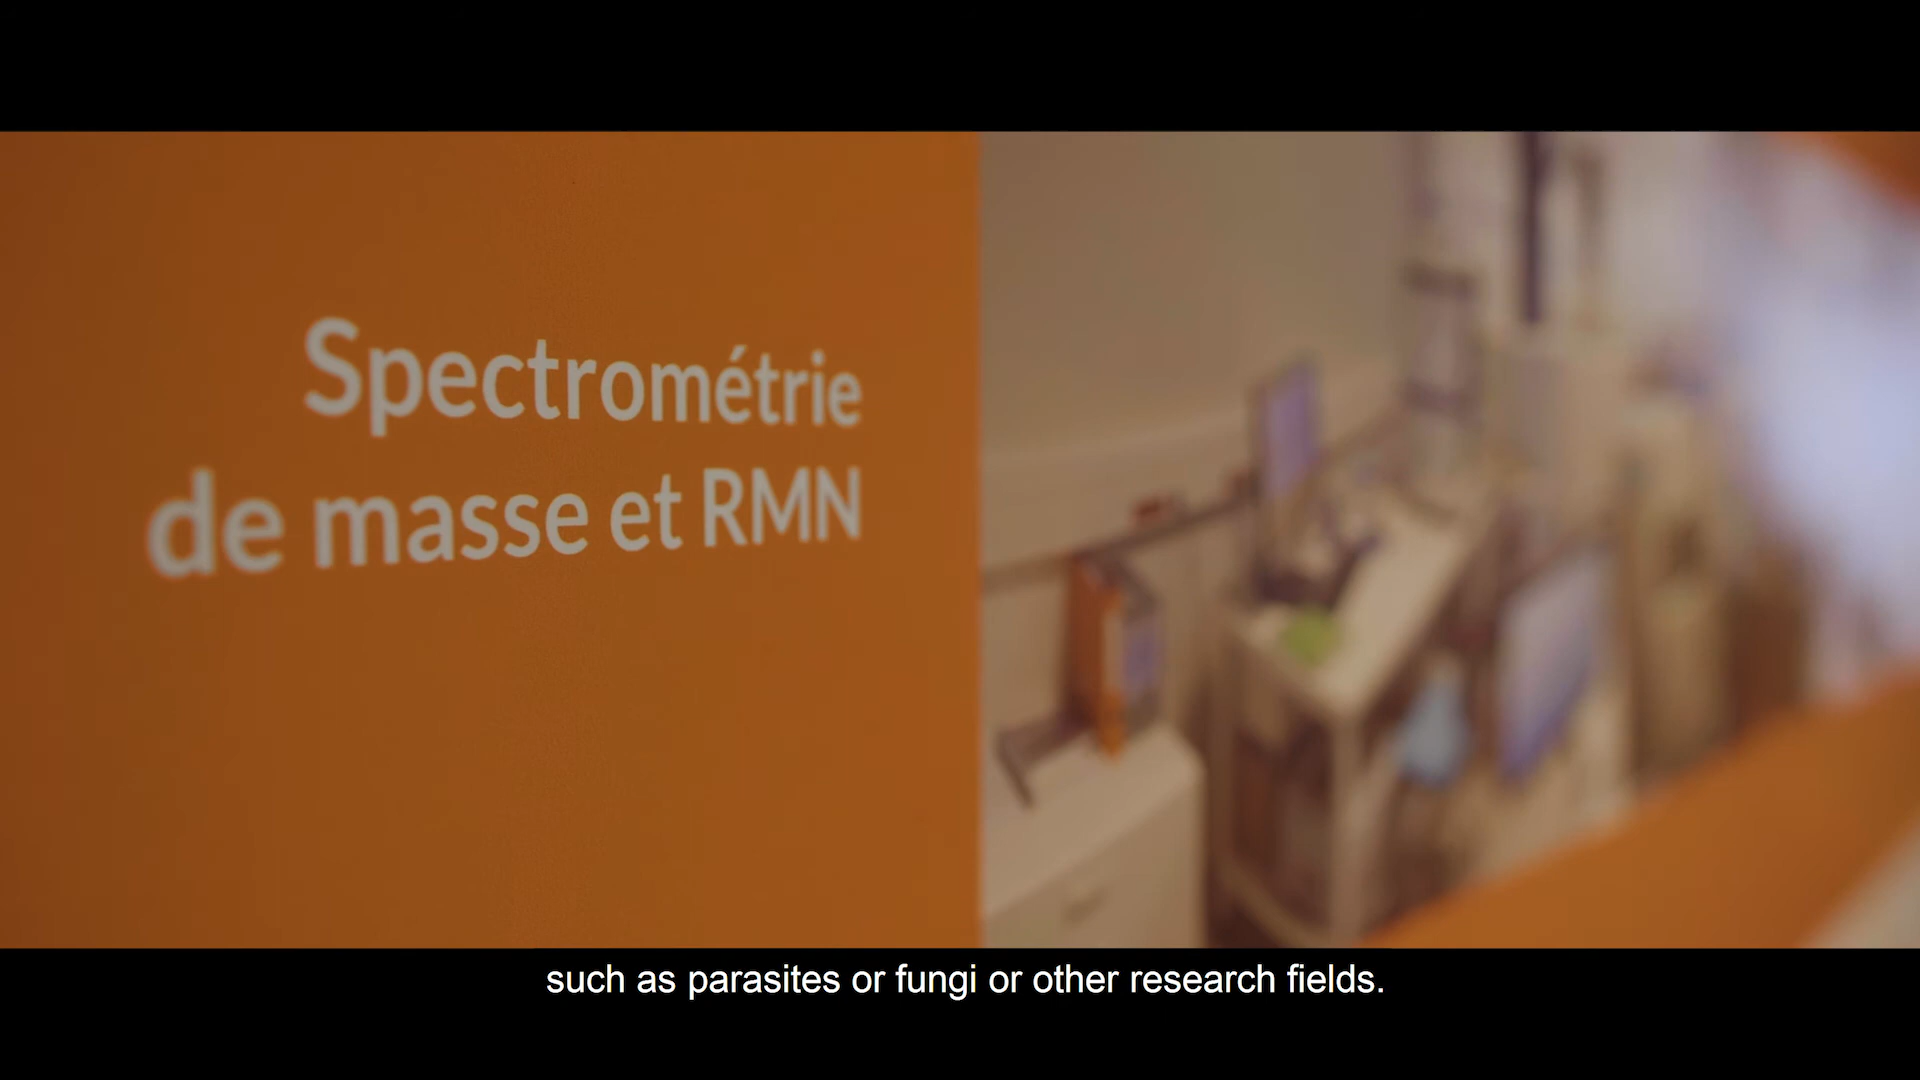 Spectrométrie
de masse et RMN
such as parasites or fungi or other research fields.